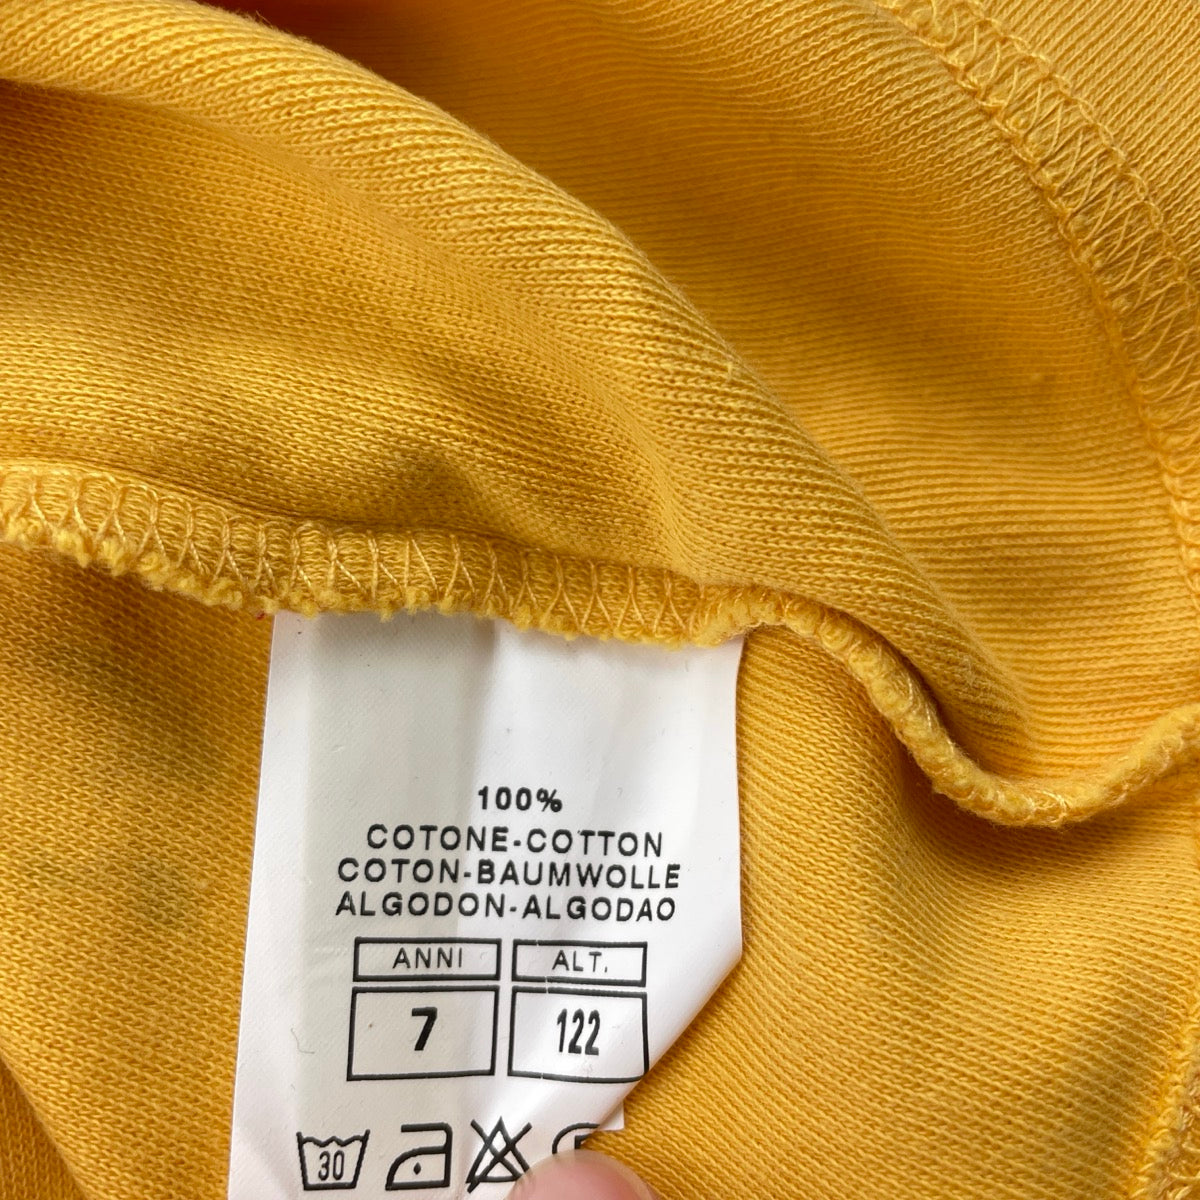 100%
COTONE-COTTON
COTON-BAUMWOLLE
ALGODON-ALGODAO
ANNI ALT.
7 122
30